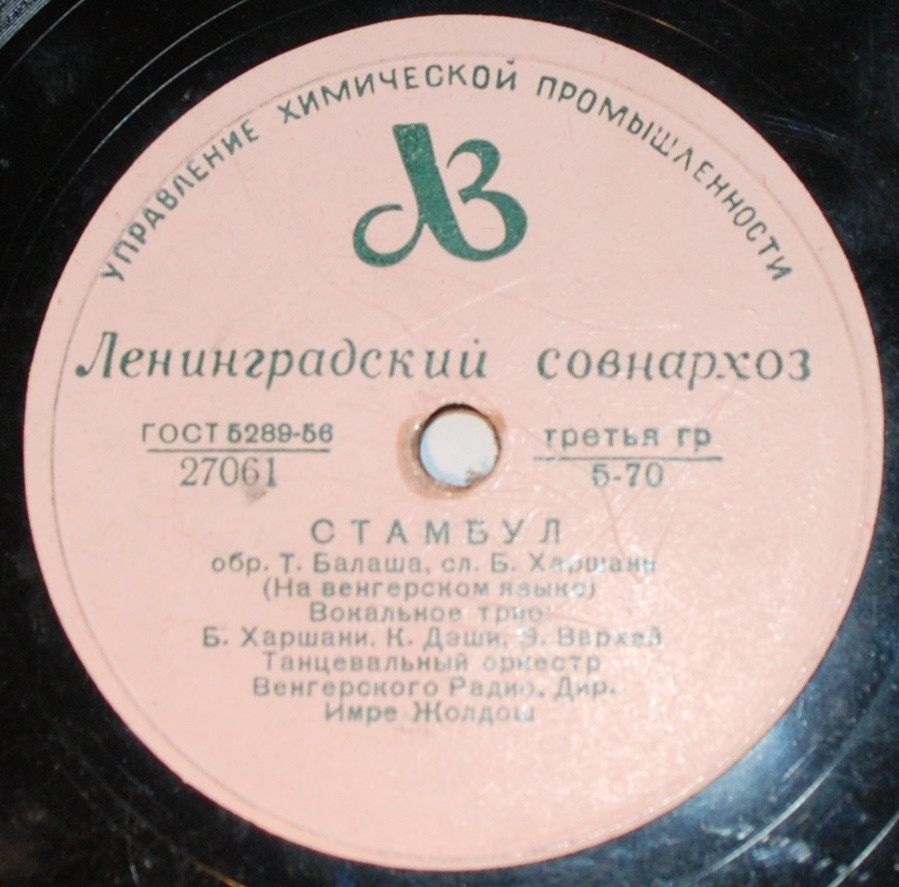 УПРАВЛЕНИЕ ХИМИЧЕСКОЙ ПРОМЫШЛЕННОСТИ
ЛЗ
Ленинградский совнархоз
ГОСТ 5289-56
27061
третья гр
5-70
СТАМБУЛ
обр. Т. Балаша, сл. Б. Харшани
(На венгерском языке)
Вокальное трио:
Б. Харшани, К. Дэши, Э. Вархей
Танцевальный оркестр
Венгерского Радио. Дир.
Имре Жолдош